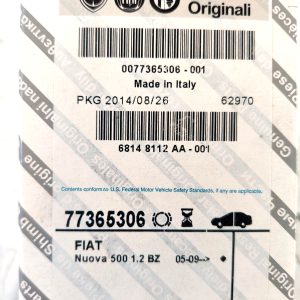 Originali
0077365306 - 001
Made in Italy
PKG 2014/08/26 62970
6814 8112 AA - 001
Contents conform to U.S. Federal Motor Vehicle Safety Standards, if any are applicable.
77365306
FIAT
Nuova 500 1.2 BZ 05-09-->